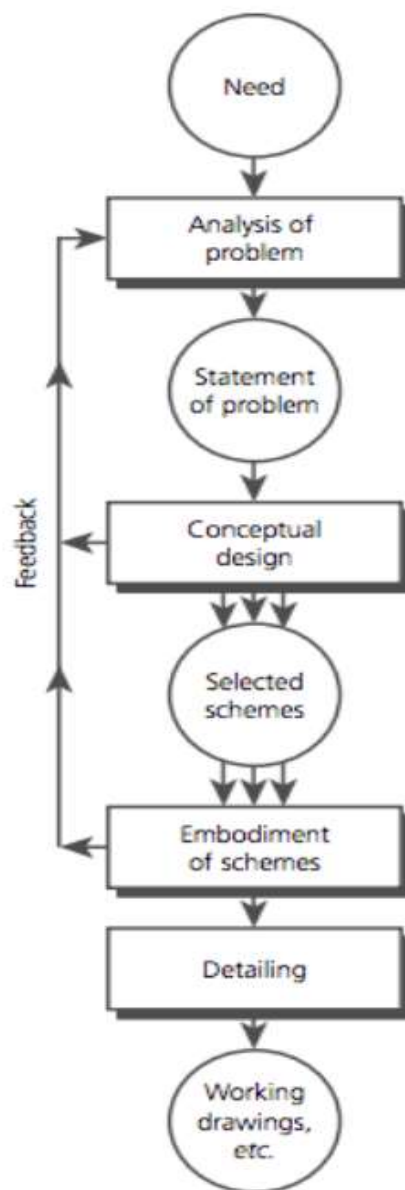 Need
Analysis of
problem
Statement
of problem
Feedback
Conceptual
design
Selected
schemes
Embodiment
of schemes
Detailing
Working
drawings,
etc.